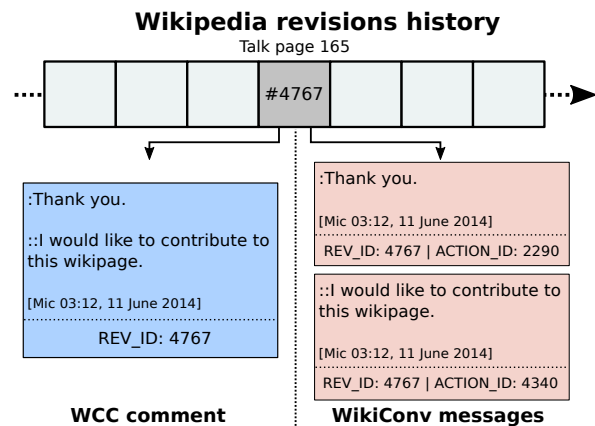 Wikipedia revisions history
Talk page 165
#4767
:Thank you.
::I would like to contribute to
this wikipage.
[Mic 03:12, 11 June 2014]
REV_ID: 4767
WCC comment
:Thank you.
[Mic 03:12, 11 June 2014]
REV_ID: 4767 | ACTION_ID: 2290
::I would like to contribute to
this wikipage.
[Mic 03:12, 11 June 2014]
REV_ID: 4767 | ACTION_ID: 4340
WikiConv messages